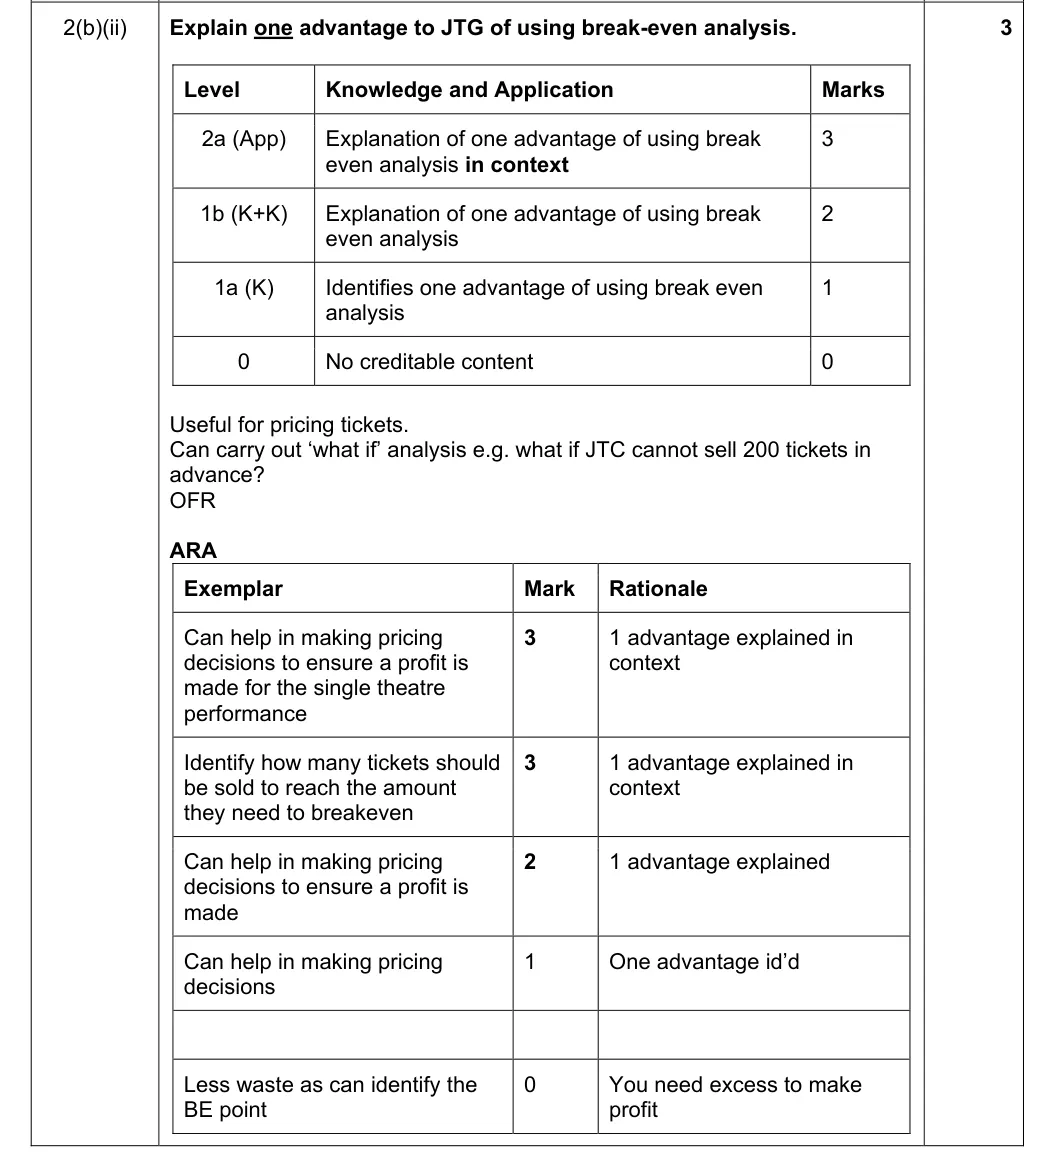 2(b)(ii) Explain one advantage to JTG of using break-even analysis. 3
Level Knowledge and Application Marks
2a (App) Explanation of one advantage of using break 3
even analysis in context
1b (K+K) Explanation of one advantage of using break 2
even analysis
1a (K) Identifies one advantage of using break even 1
analysis
0 No creditable content 0
Useful for pricing tickets.
Can carry out ‘what if’ analysis e.g. what if JTC cannot sell 200 tickets in
advance?
OFR
ARA
Exemplar Mark Rationale
Can help in making pricing 3 1 advantage explained in
decisions to ensure a profit is context
made for the single theatre
performance
Identify how many tickets should 3 1 advantage explained in
be sold to reach the amount context
they need to breakeven
Can help in making pricing 2 1 advantage explained
decisions to ensure a profit is
made
Can help in making pricing 1 One advantage id’d
decisions
Less waste as can identify the 0 You need excess to make
BE point profit